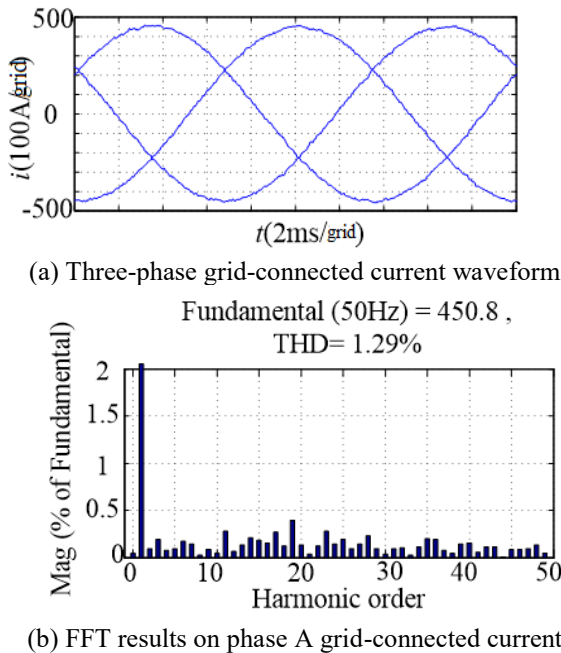 500
0
-500
i(100A/grid)
t(2ms/grid)
(a) Three-phase grid-connected current waveform
Fundamental (50Hz) = 450.8 ,
THD= 1.29%
2
1.5
1
0.5
0
Mag (% of Fundamental)
0 10 20 30 40 50
Harmonic order
(b) FFT results on phase A grid-connected current